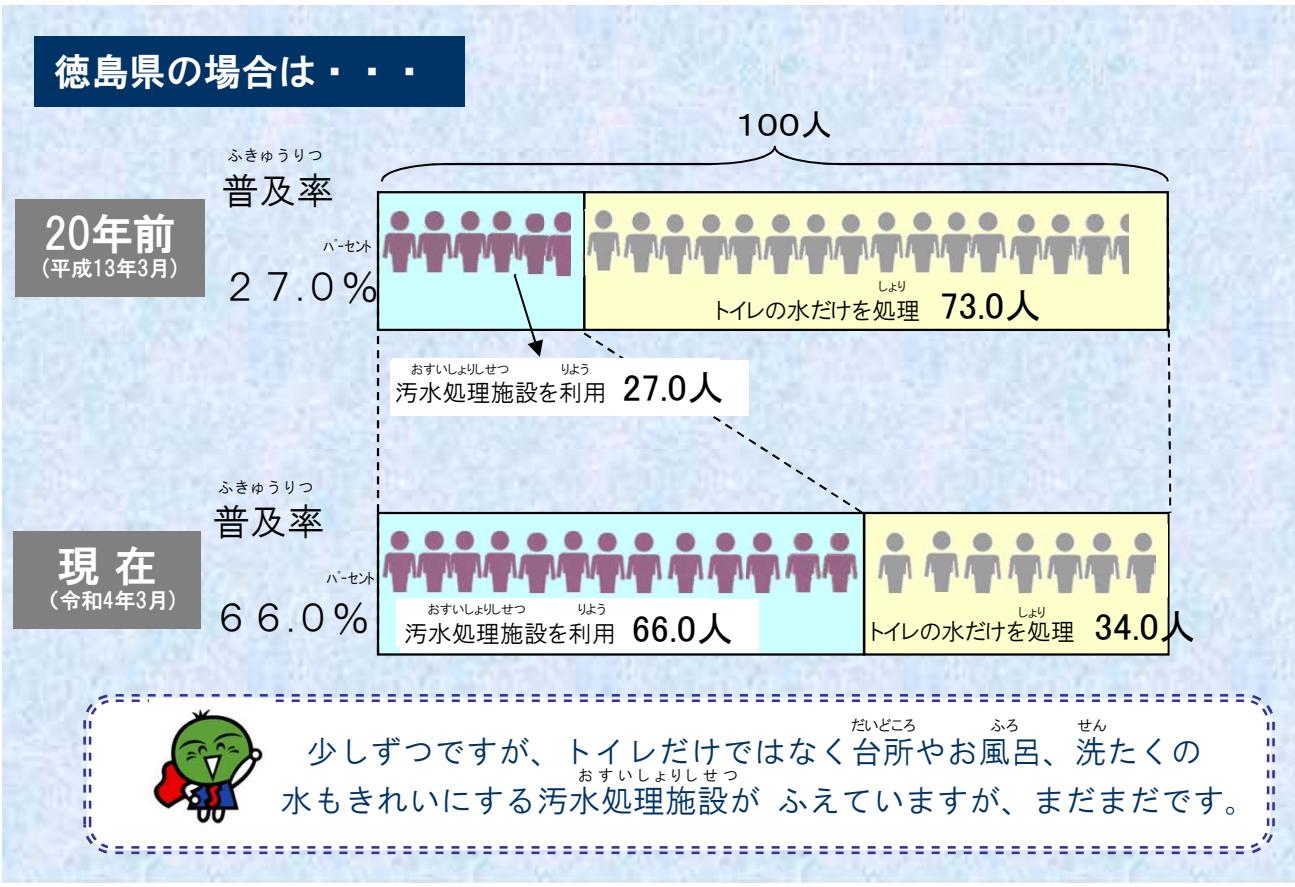 徳島県の場合は・・・
100人
ふきゅうりつ
普及率
20年前
(平成13年3月)
パーセント
27.0%
しょり
トイレの水だけを処理 73.0人
おすいしょりしせつ りよう
汚水処理施設を利用 27.0人
ふきゅうりつ
普及率
現在
(令和4年3月)
パーセント
66.0%
おすいしょりしせつ りよう
汚水処理施設を利用 66.0人
しょり
トイレの水だけを処理 34.0人
だいどころ ふろ せん
少しずつですが、トイレだけではなく台所やお風呂、洗たくの
おすいしょりしせつ
水もきれいにする汚水処理施設が ふえていますが、まだまだです。